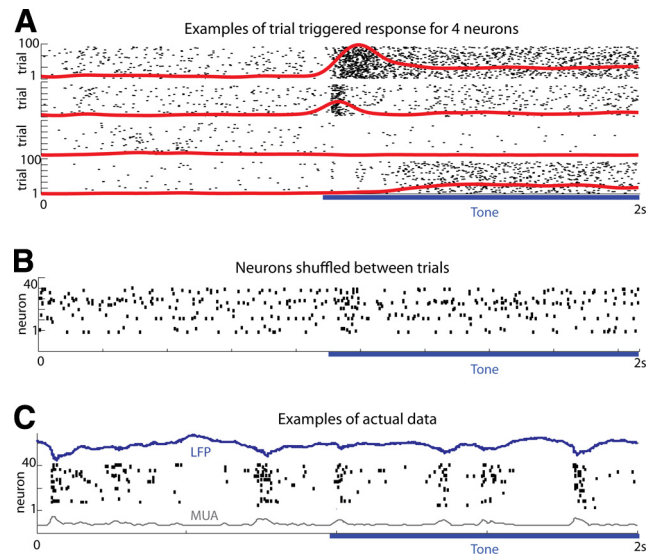 A
Examples of trial triggered response for 4 neurons
100
trial
1
trial
trial
100
trial
1
0
2s
Tone
B
Neurons shuffled between trials
40
neuron
1
0
2s
Tone
C
Examples of actual data
LFP
40
neuron
1
MUA
0
2s
Tone